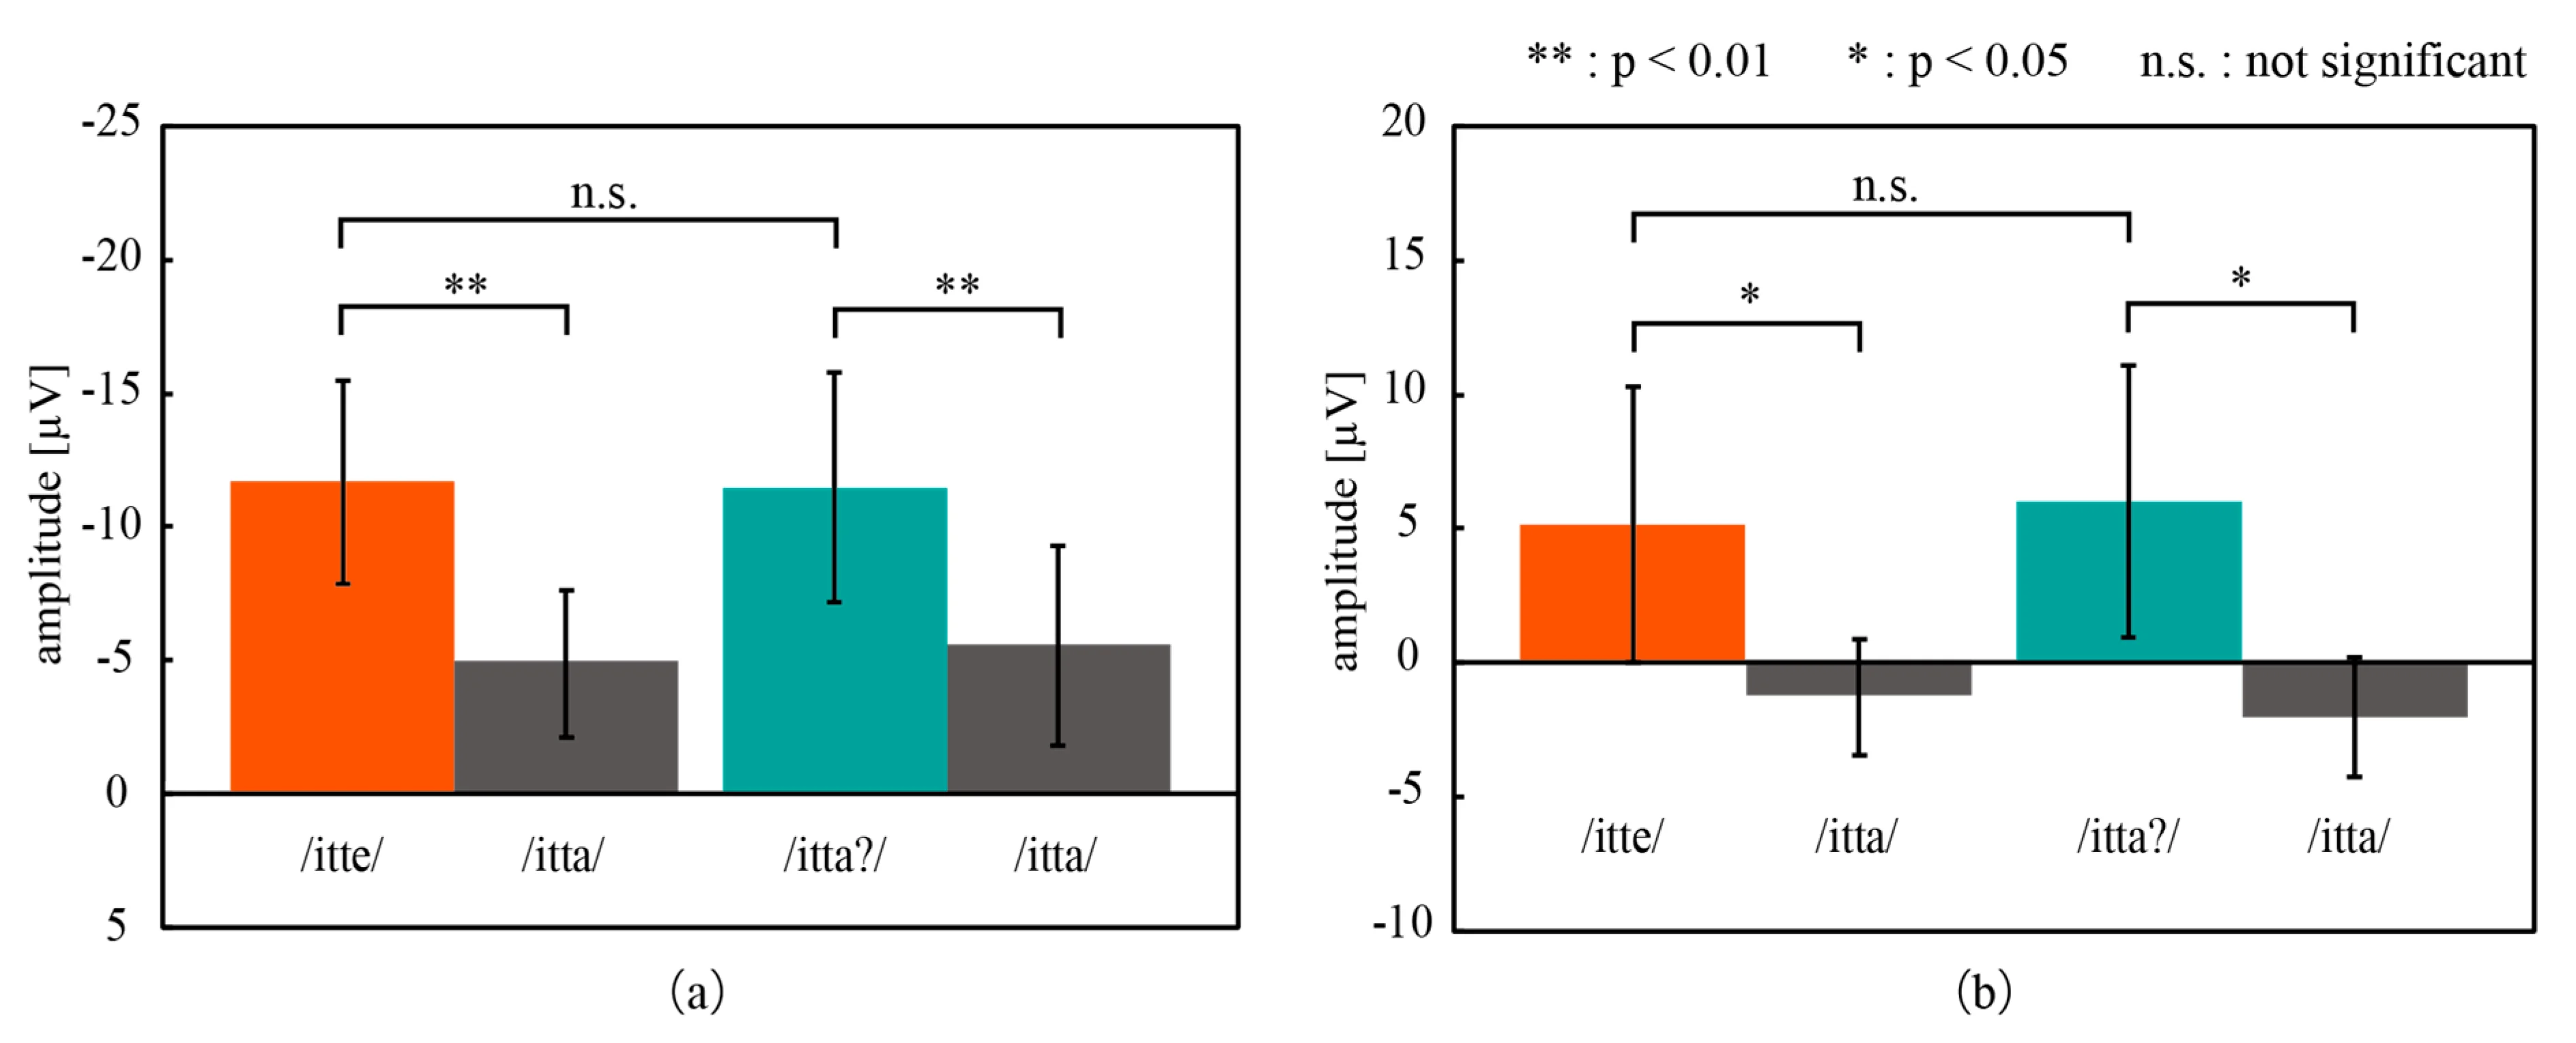 ** : p < 0.01 * : p < 0.05 n.s. : not significant
-25
-20
-15
-10
-5
0
5
amplitude [μV]
n.s.
**
**
/itte/ /itta/ /itta?/ /itta/
(a)
20
15
10
5
0
-5
-10
amplitude [μV]
n.s.
*
*
/itte/ /itta/ /itta?/ /itta/
(b)